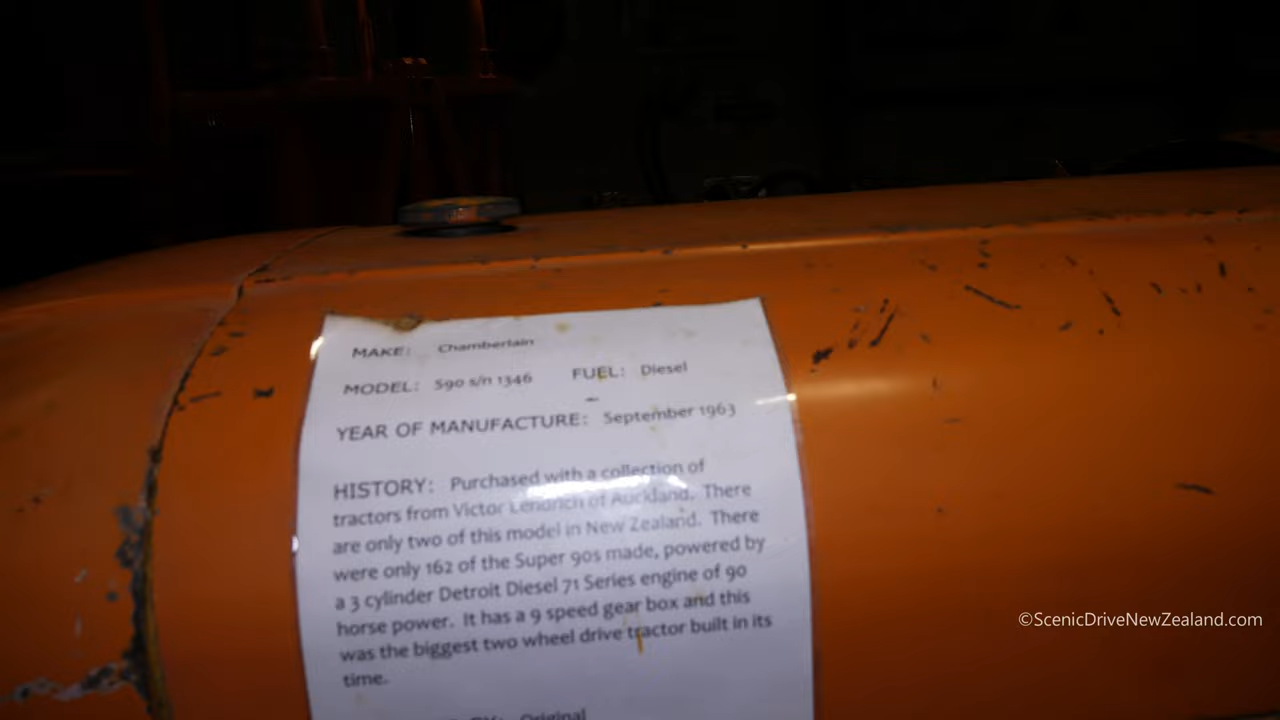 MAKE: Chamberlain
MODEL: S90 s/n 1346 FUEL: Diesel
YEAR OF MANUFACTURE: September 1963
HISTORY: Purchased with a collection of
tractors from Victor Lendrich of Auckland. There
are only two of this model in New Zealand. There
were only 162 of the Super 90s made, powered by
a 3 cylinder Detroit Diesel 71 Series engine of 90
horse power. It has a 9 speed gear box and this
was the biggest two wheel drive tractor built in its
time.
Original
©ScenicDriveNewZealand.com